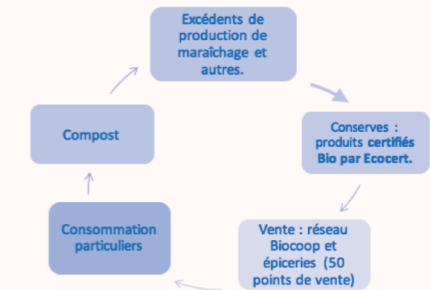 Excédents de
production de
maraîchage et
autres.
Conserves :
produits certifiés
Bio par Ecocert.
Vente : réseau
Biocoop et
épiceries (50
points de vente)
Consommation
particuliers
Compost